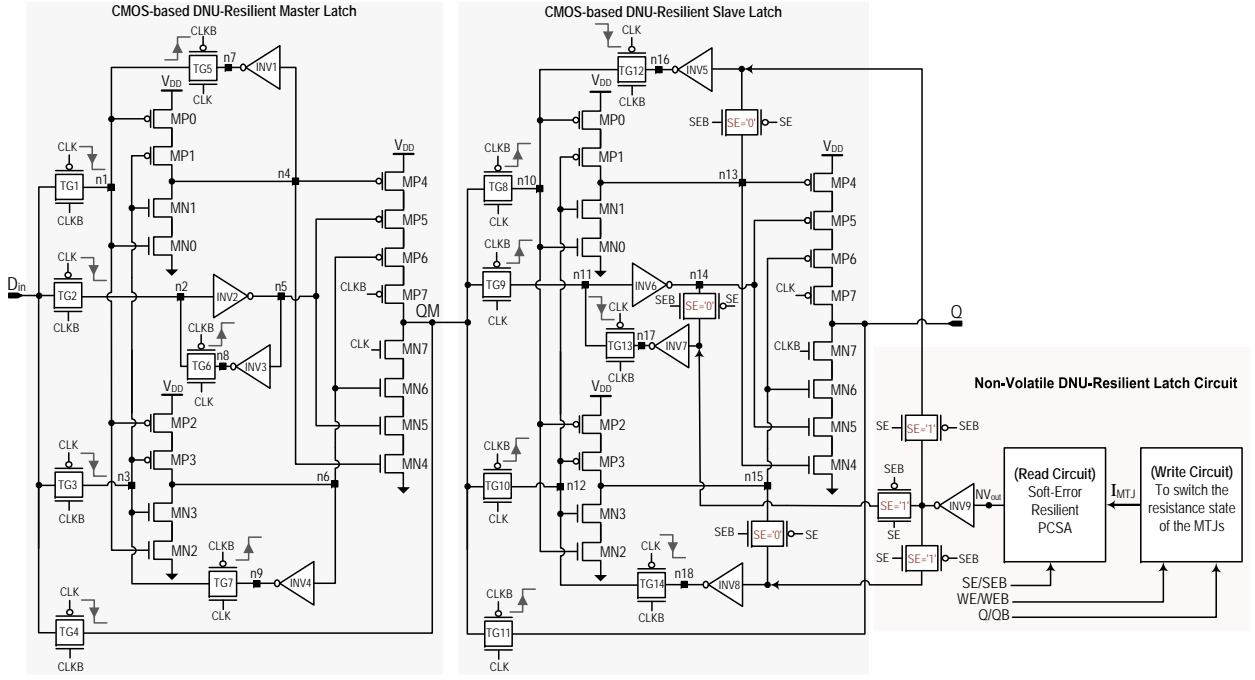 CMOS-based DNU-Resilient Master Latch
CLKB
n7
TG5
INV1
CLK
VDD
MP0
MP1
CLK
n1
TG1
CLKB
n4
MN1
MN0
VDD
MP4
MP5
MP6
CLKB
MP7
QM
Din
CLK
TG2
CLKB
n2
INV2
n5
CLKB
n8
TG6
INV3
CLK
CLK
MN7
MN6
MN5
MN4
VDD
MP2
MP3
CLK
TG3
n3
CLKB
n6
MN3
MN2
CLKB
n9
TG7
INV4
CLK
CLK
TG4
CLKB
CMOS-based DNU-Resilient Slave Latch
CLK
n16
TG12
INV5
CLKB
VDD
MP0
MP1
SEB
SE='0'
SE
CLKB
n10
TG8
CLK
n13
MN1
MN0
VDD
MP4
MP5
MP6
CLK
MP7
Q
CLKB
TG9
CLK
n11
INV6
n14
SEB
SE='0'
SE
CLK
n17
TG13
INV7
CLKB
CLKB
MN7
MN6
MN5
MN4
VDD
MP2
MP3
CLKB
TG10
n12
CLK
n15
MN3
MN2
SEB
SE='0'
SE
CLK
n18
TG14
INV8
CLKB
CLKB
TG11
CLK
Non-Volatile DNU-Resilient Latch Circuit
SE
SE='1'
SEB
SEB
SE='1'
SE
INV9
NVout
SE
SE='1'
SEB
(Read Circuit)
Soft-Error
Resilient
PCSA
IMTJ
(Write Circuit)
To switch the
resistance state
of the MTJs
SE/SEB
WE/WEB
Q/QB